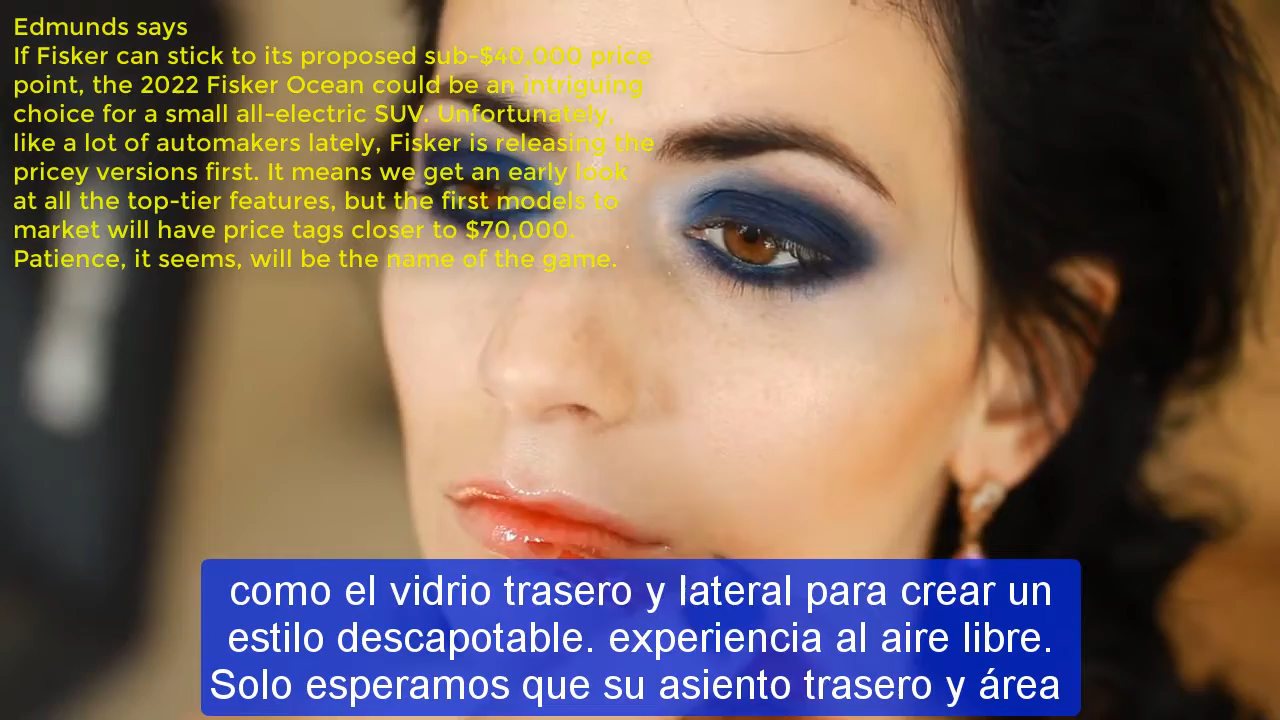 Edmunds says
If Fisker can stick to its proposed sub-$40,000 price
point, the 2022 Fisker Ocean could be an intriguing
choice for a small all-electric SUV. Unfortunately,
like a lot of automakers lately, Fisker is releasing the
pricey versions first. It means we get an early look
at all the top-tier features, but the first models to
market will have price tags closer to $70,000.
Patience, it seems, will be the name of the game.
como el vidrio trasero y lateral para crear un
estilo descapotable. experiencia al aire libre.
Solo esperamos que su asiento trasero y área